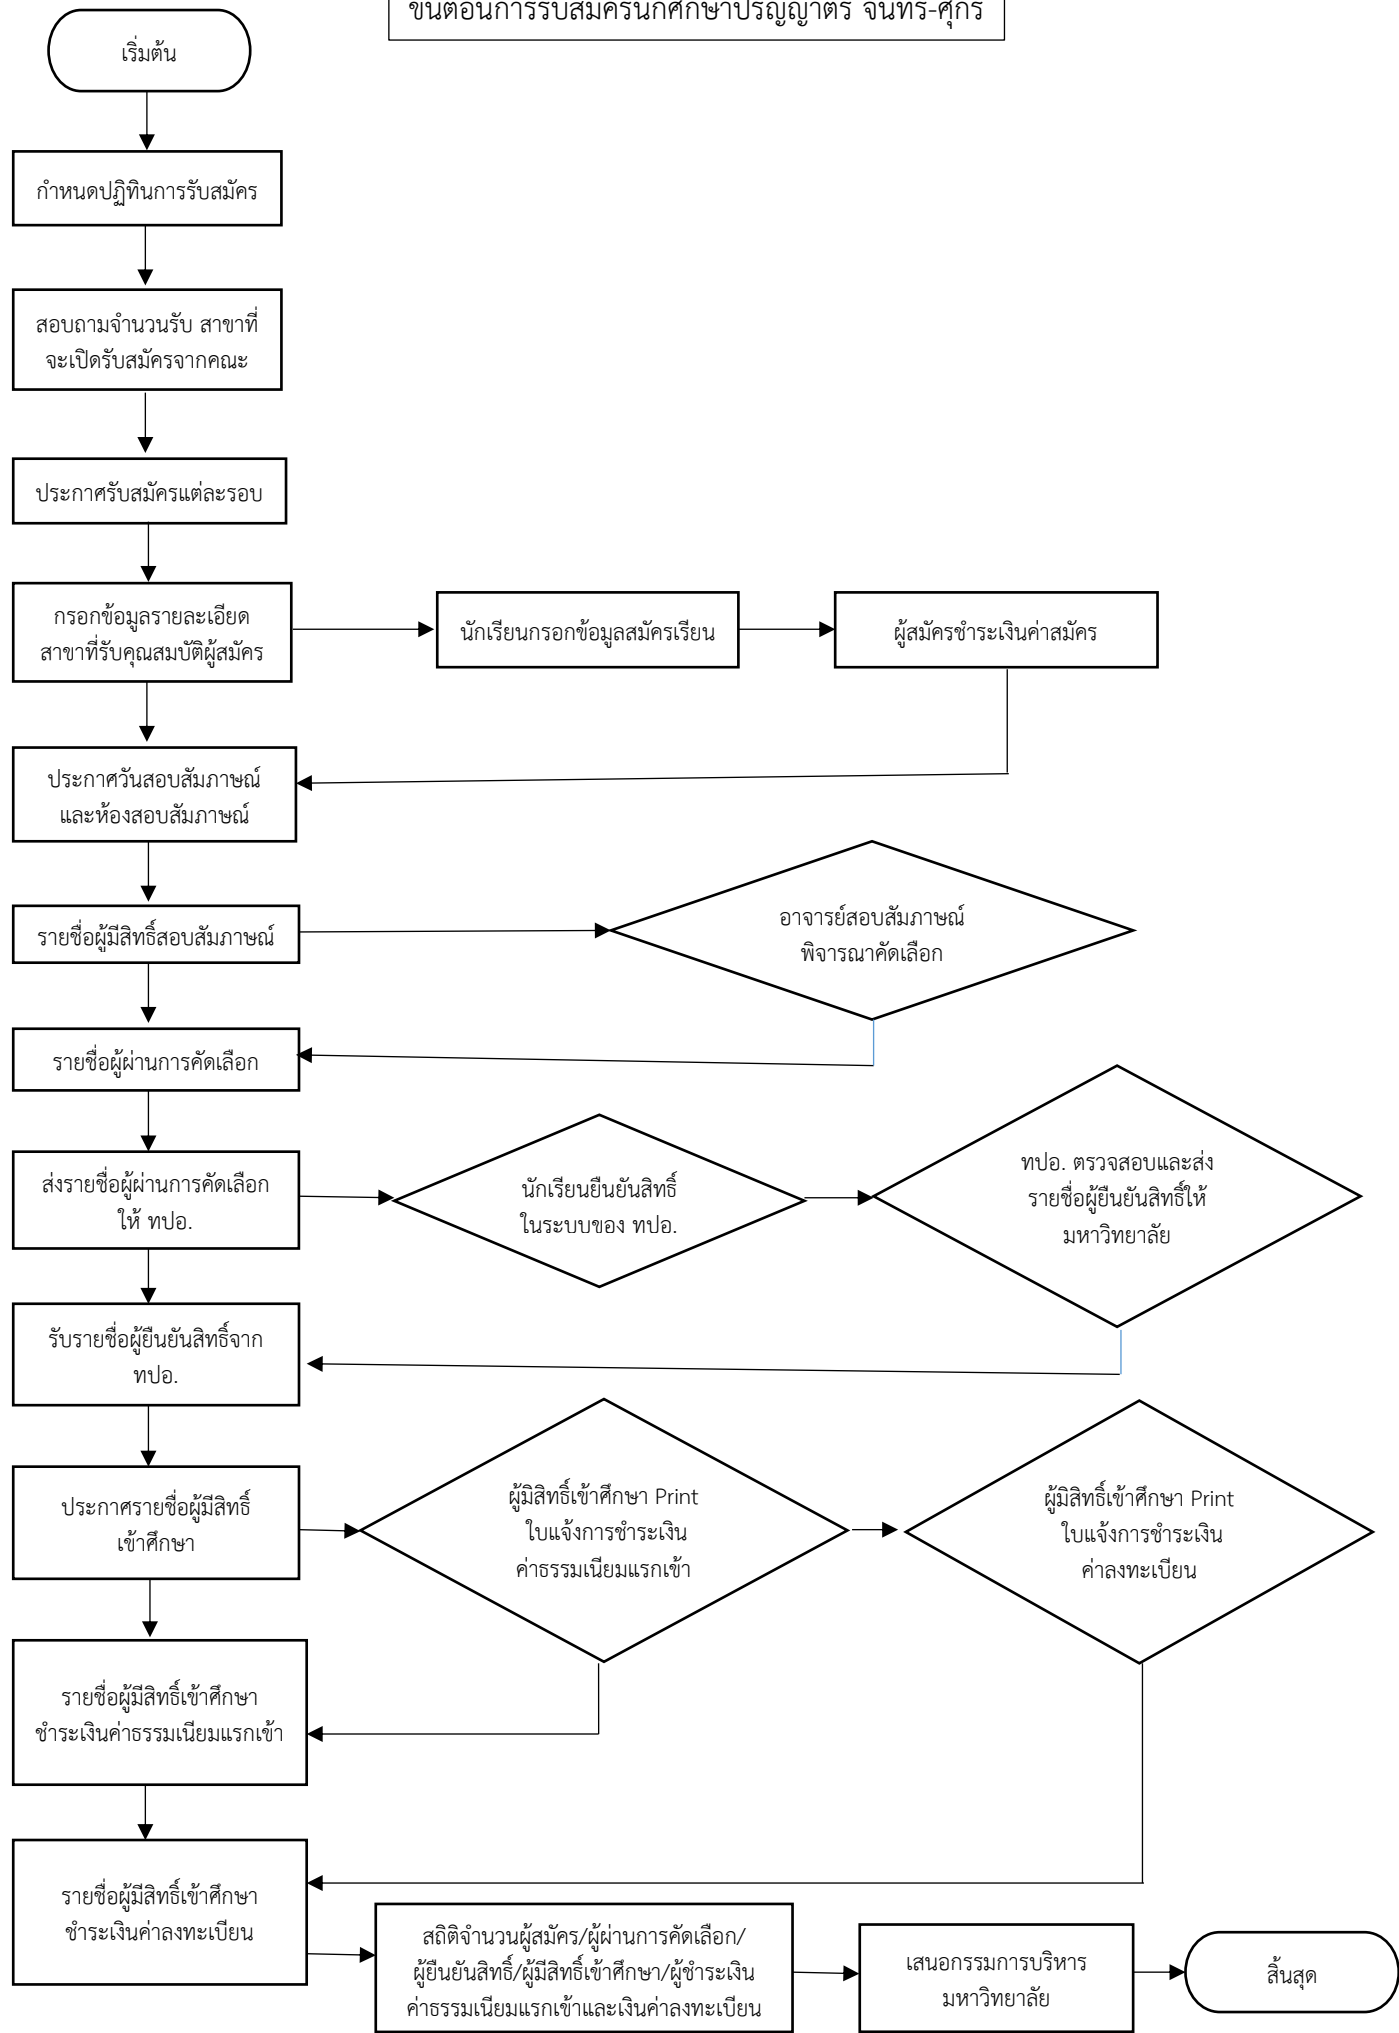 ขั้นตอนการรับสมัครนักศึกษาปริญญาตรี จันทร์-ศุกร์
เริ่มต้น
กำหนดปฏิทินการรับสมัคร
สอบถามจำนวนรับ สาขาที่
จะเปิดรับสมัครจากคณะ
ประกาศรับสมัครแต่ละรอบ
กรอกข้อมูลรายละเอียด
สาขาที่รับคุณสมบัติผู้สมัคร
นักเรียนกรอกข้อมูลสมัครเรียน
ผู้สมัครชำระเงินค่าสมัคร
ประกาศวันสอบสัมภาษณ์
และห้องสอบสัมภาษณ์
รายชื่อผู้มีสิทธิ์สอบสัมภาษณ์
อาจารย์สอบสัมภาษณ์
พิจารณาคัดเลือก
รายชื่อผู้ผ่านการคัดเลือก
ส่งรายชื่อผู้ผ่านการคัดเลือก
ให้ ทปอ.
นักเรียนยืนยันสิทธิ์
ในระบบของ ทปอ.
ทปอ. ตรวจสอบและส่ง
รายชื่อผู้ยืนยันสิทธิ์ให้
มหาวิทยาลัย
รับรายชื่อผู้ยืนยันสิทธิ์จาก
ทปอ.
ประกาศรายชื่อผู้มีสิทธิ์
เข้าศึกษา
ผู้มิสิทธิ์เข้าศึกษา Print
ใบแจ้งการชำระเงิน
ค่าธรรมเนียมแรกเข้า
ผู้มิสิทธิ์เข้าศึกษา Print
ใบแจ้งการชำระเงิน
ค่าลงทะเบียน
รายชื่อผู้มีสิทธิ์เข้าศึกษา
ชำระเงินค่าธรรมเนียมแรกเข้า
รายชื่อผู้มีสิทธิ์เข้าศึกษา
ชำระเงินค่าลงทะเบียน
สถิติจำนวนผู้สมัคร/ผู้ผ่านการคัดเลือก/
ผู้ยืนยันสิทธิ์/ผู้มีสิทธิ์เข้าศึกษา/ผู้ชำระเงิน
ค่าธรรมเนียมแรกเข้าและเงินค่าลงทะเบียน
เสนอกรรมการบริหาร
มหาวิทยาลัย
สิ้นสุด